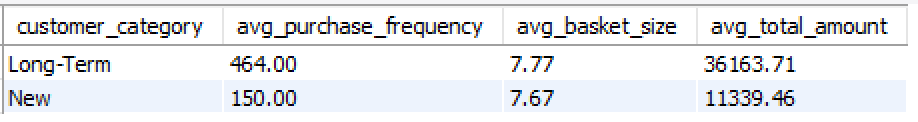 customer_category avg_purchase_frequency avg_basket_size avg_total_amount
Long-Term 464.00 7.77 36163.71
New 150.00 7.67 11339.46